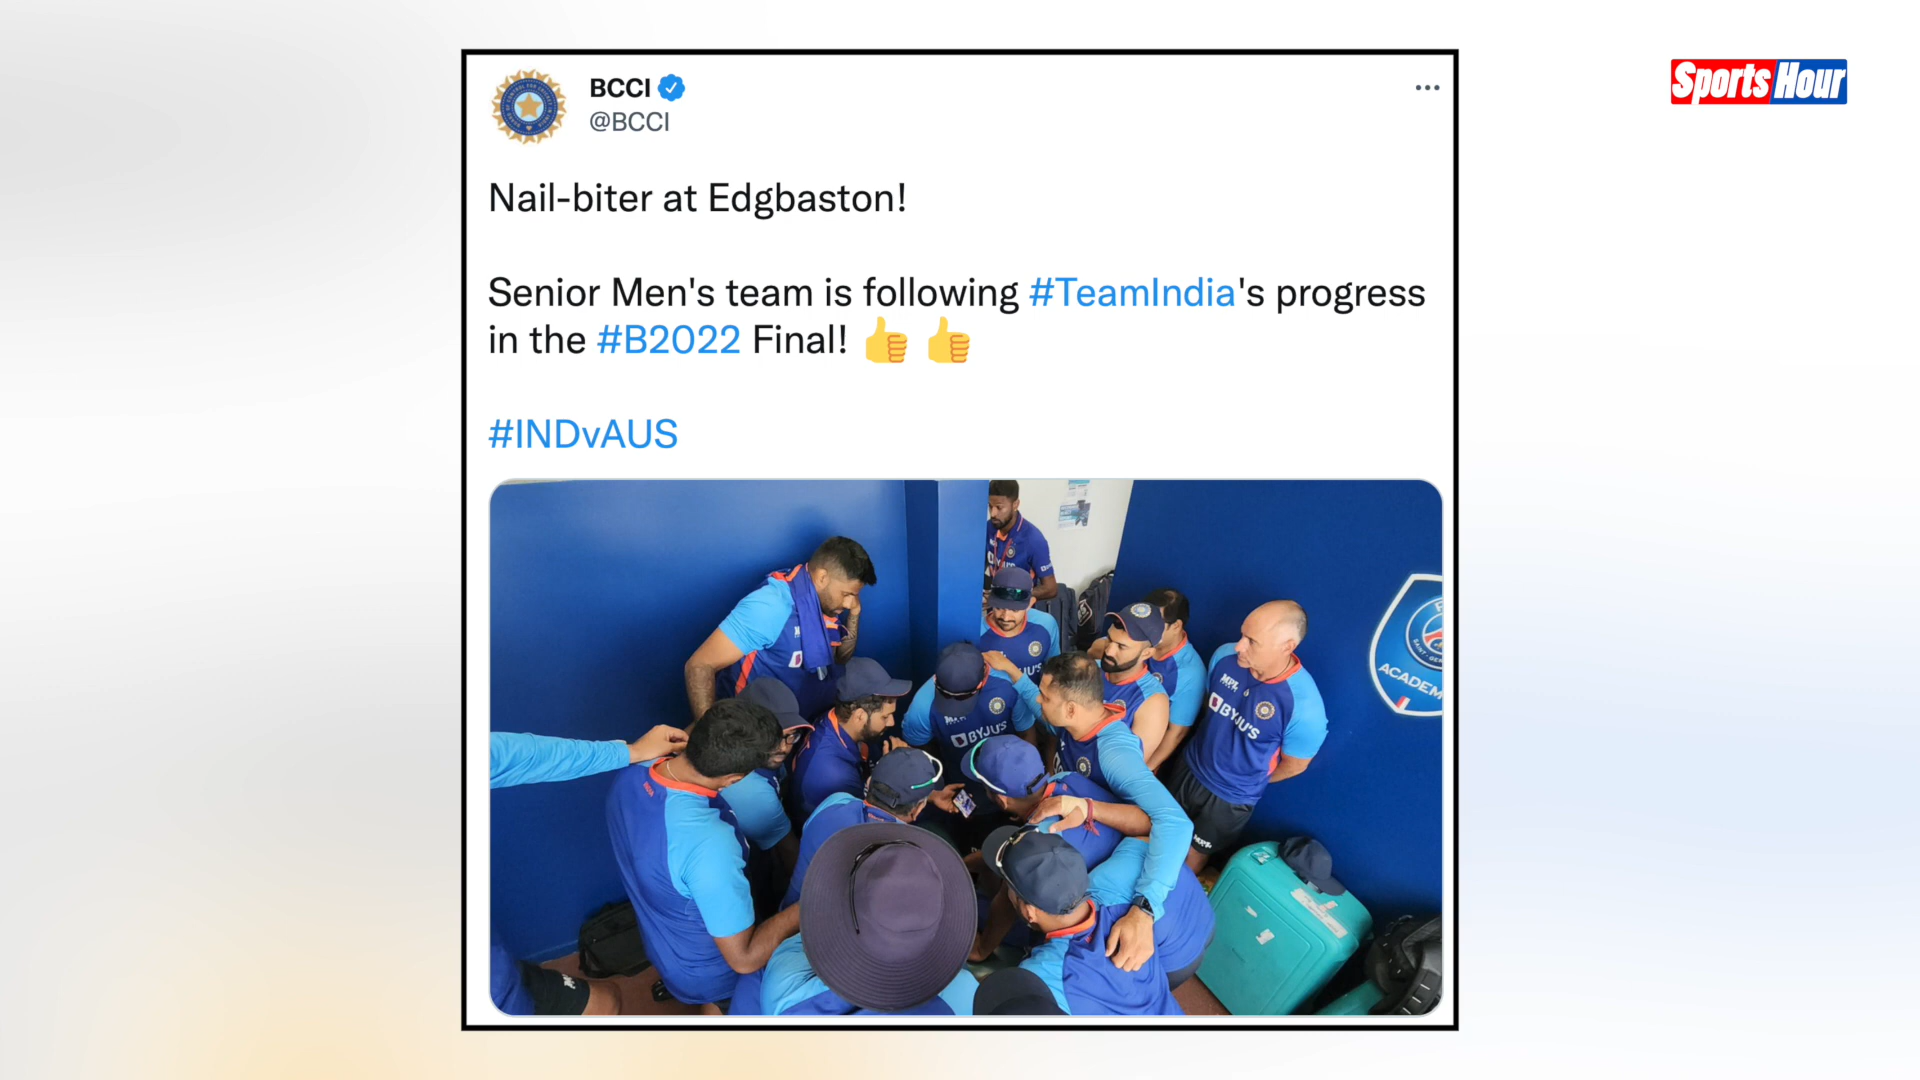 BCCI
@BCCI
Sports Hour
Nail-biter at Edgbaston!
Senior Men's team is following #TeamIndia's progress
in the #B2022 Final! 👍 👍
#INDvAUS
MPL
BYJU'S
BYJU'S
ACADEM